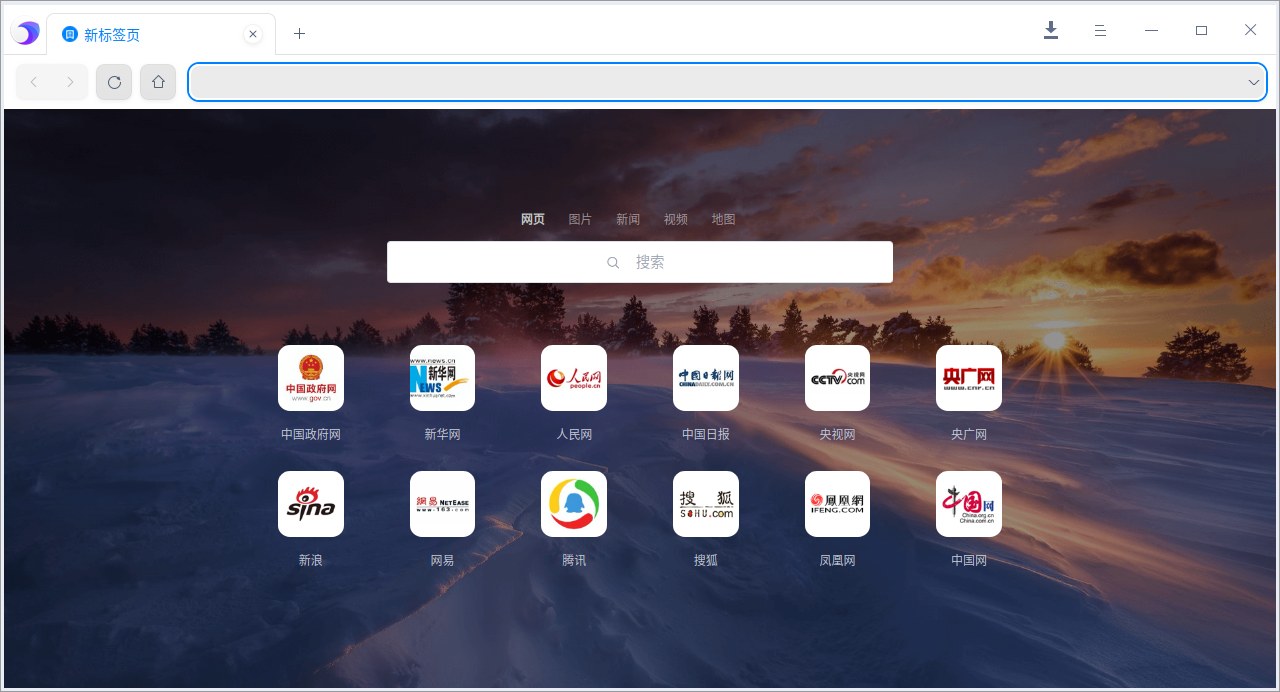 新标签页
网页 图片 新闻 视频 地图
搜索
中国政府网
www.gov.cn
www.news.cn
新华网
NEWS
人民网
people.cn
中国日报网
CHINADAILY.COM.CN
央视网
CCTV.com
央广网
www.cnr.cn
中国政府网 新华网 人民网 中国日报 央视网 央广网
sina
網易 NETEASE
www.163.com
搜狐
SOHU.com
鳳凰網
IFENG.COM
中国网
China.org.cn
China.com.cn
新浪 网易 腾讯 搜狐 凤凰网 中国网